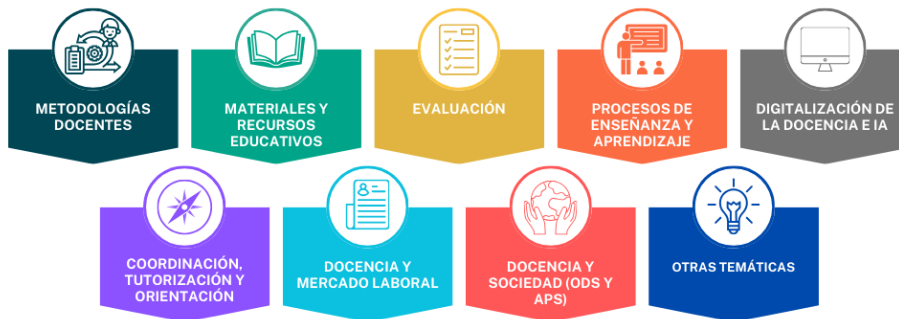 METODOLOGÍAS
DOCENTES
MATERIALES Y
RECURSOS
EDUCATIVOS
EVALUACIÓN
PROCESOS DE
ENSEÑANZA Y
APRENDIZAJE
DIGITALIZACIÓN DE
LA DOCENCIA E IA
COORDINACIÓN,
TUTORIZACIÓN Y
ORIENTACIÓN
DOCENCIA Y
MERCADO LABORAL
DOCENCIA Y
SOCIEDAD (ODS Y
APS)
OTRAS TEMÁTICAS